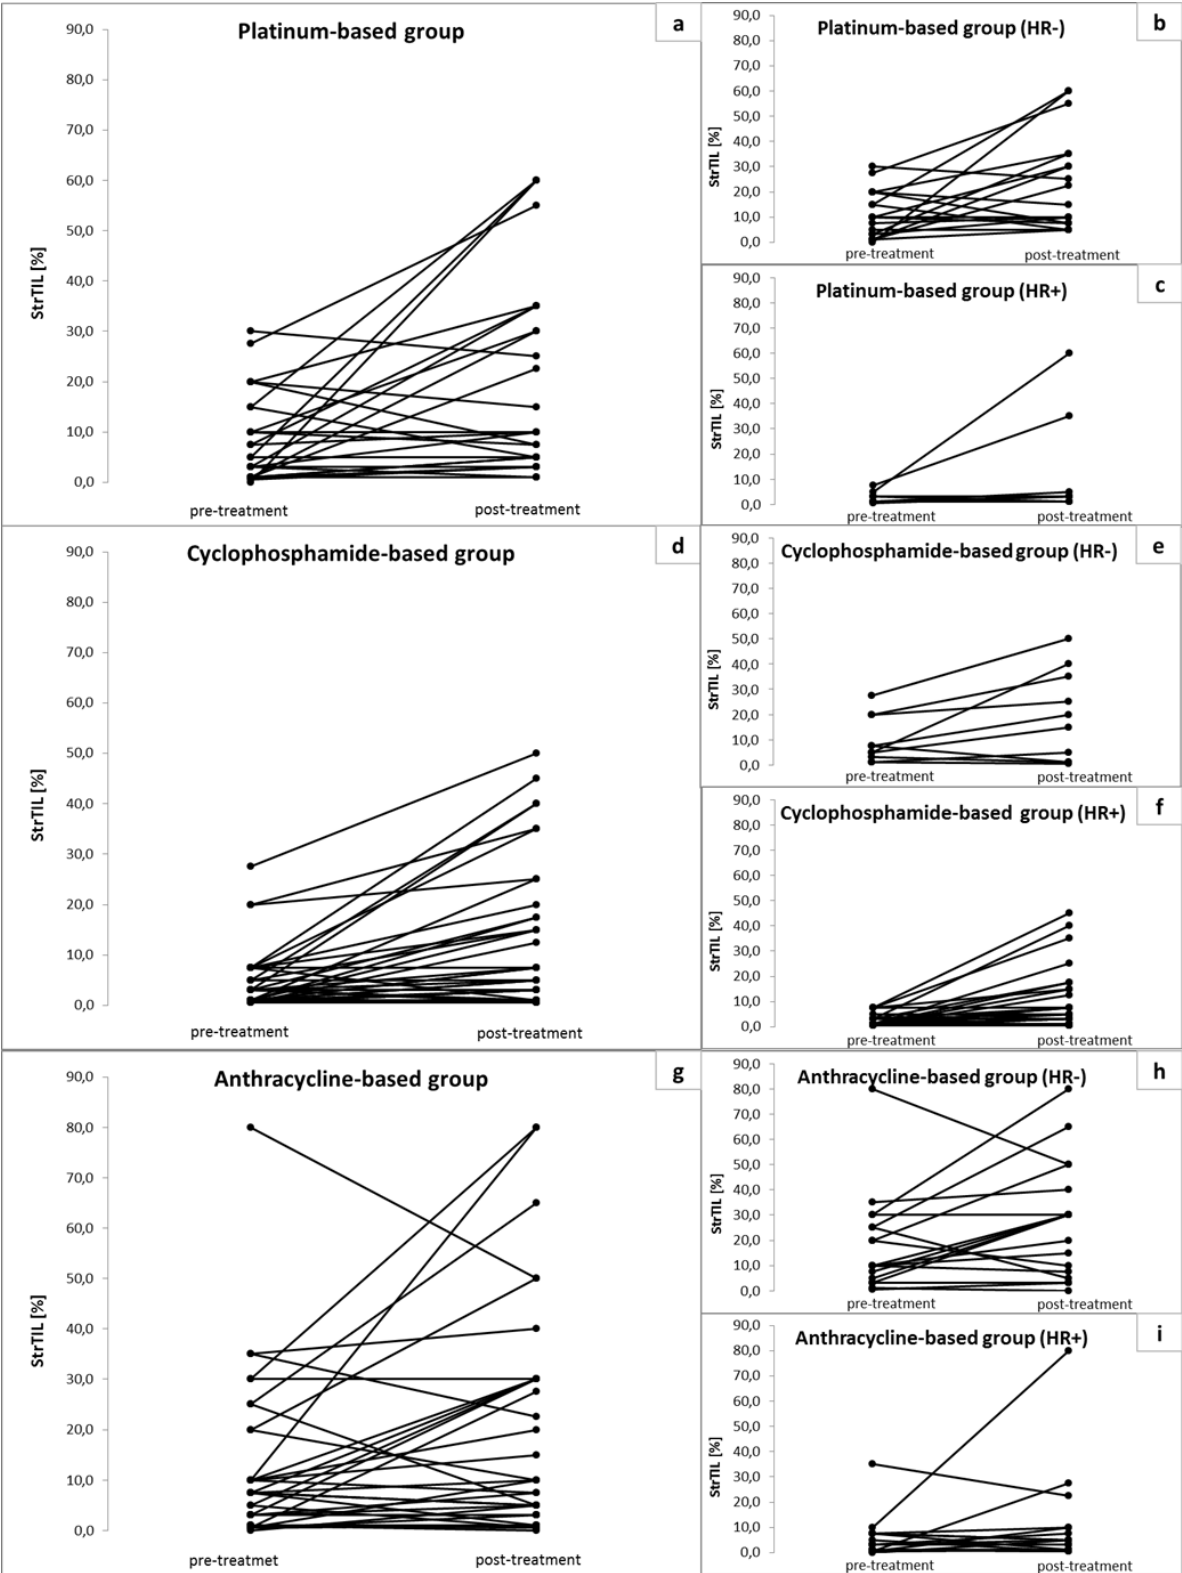 Platinum-based group
a
90,0
80,0
70,0
60,0
50,0
40,0
30,0
20,0
10,0
0,0
StrTIL [%]
pre-treatment
post-treatment
Platinum-based group (HR-)
b
90,0
80,0
70,0
60,0
50,0
40,0
30,0
20,0
10,0
0,0
StrTIL [%]
pre-treatment
post-treatment
Platinum-based group (HR+)
c
90,0
80,0
70,0
60,0
50,0
40,0
30,0
20,0
10,0
0,0
StrTIL [%]
pre-treatment
post-treatment
Cyclophosphamide-based group
d
90,0
80,0
70,0
60,0
50,0
40,0
30,0
20,0
10,0
0,0
StrTIL [%]
pre-treatment
post-treatment
Cyclophosphamide-based group (HR-)
e
90,0
80,0
70,0
60,0
50,0
40,0
30,0
20,0
10,0
0,0
StrTIL [%]
pre-treatment
post-treatment
Cyclophosphamide-based group (HR+)
f
90,0
80,0
70,0
60,0
50,0
40,0
30,0
20,0
10,0
0,0
StrTIL [%]
pre-treatment
post-treatment
Anthracycline-based group
g
90,0
80,0
70,0
60,0
50,0
40,0
30,0
20,0
10,0
0,0
StrTIL [%]
pre-treatmet
post-treatment
Anthracycline-based group (HR-)
h
90,0
80,0
70,0
60,0
50,0
40,0
30,0
20,0
10,0
0,0
StrTIL [%]
pre-treatment
post-treatment
Anthracycline-based group (HR+)
i
90,0
80,0
70,0
60,0
50,0
40,0
30,0
20,0
10,0
0,0
StrTIL [%]
pre-treatment
post-treatment